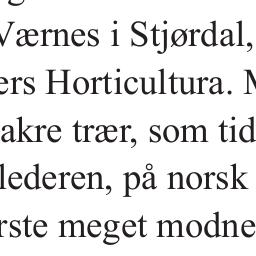 Værnes i Stjørdal,
ers Horticultura.
akre trær, som tid
lederen, på norsk
rste meget modne